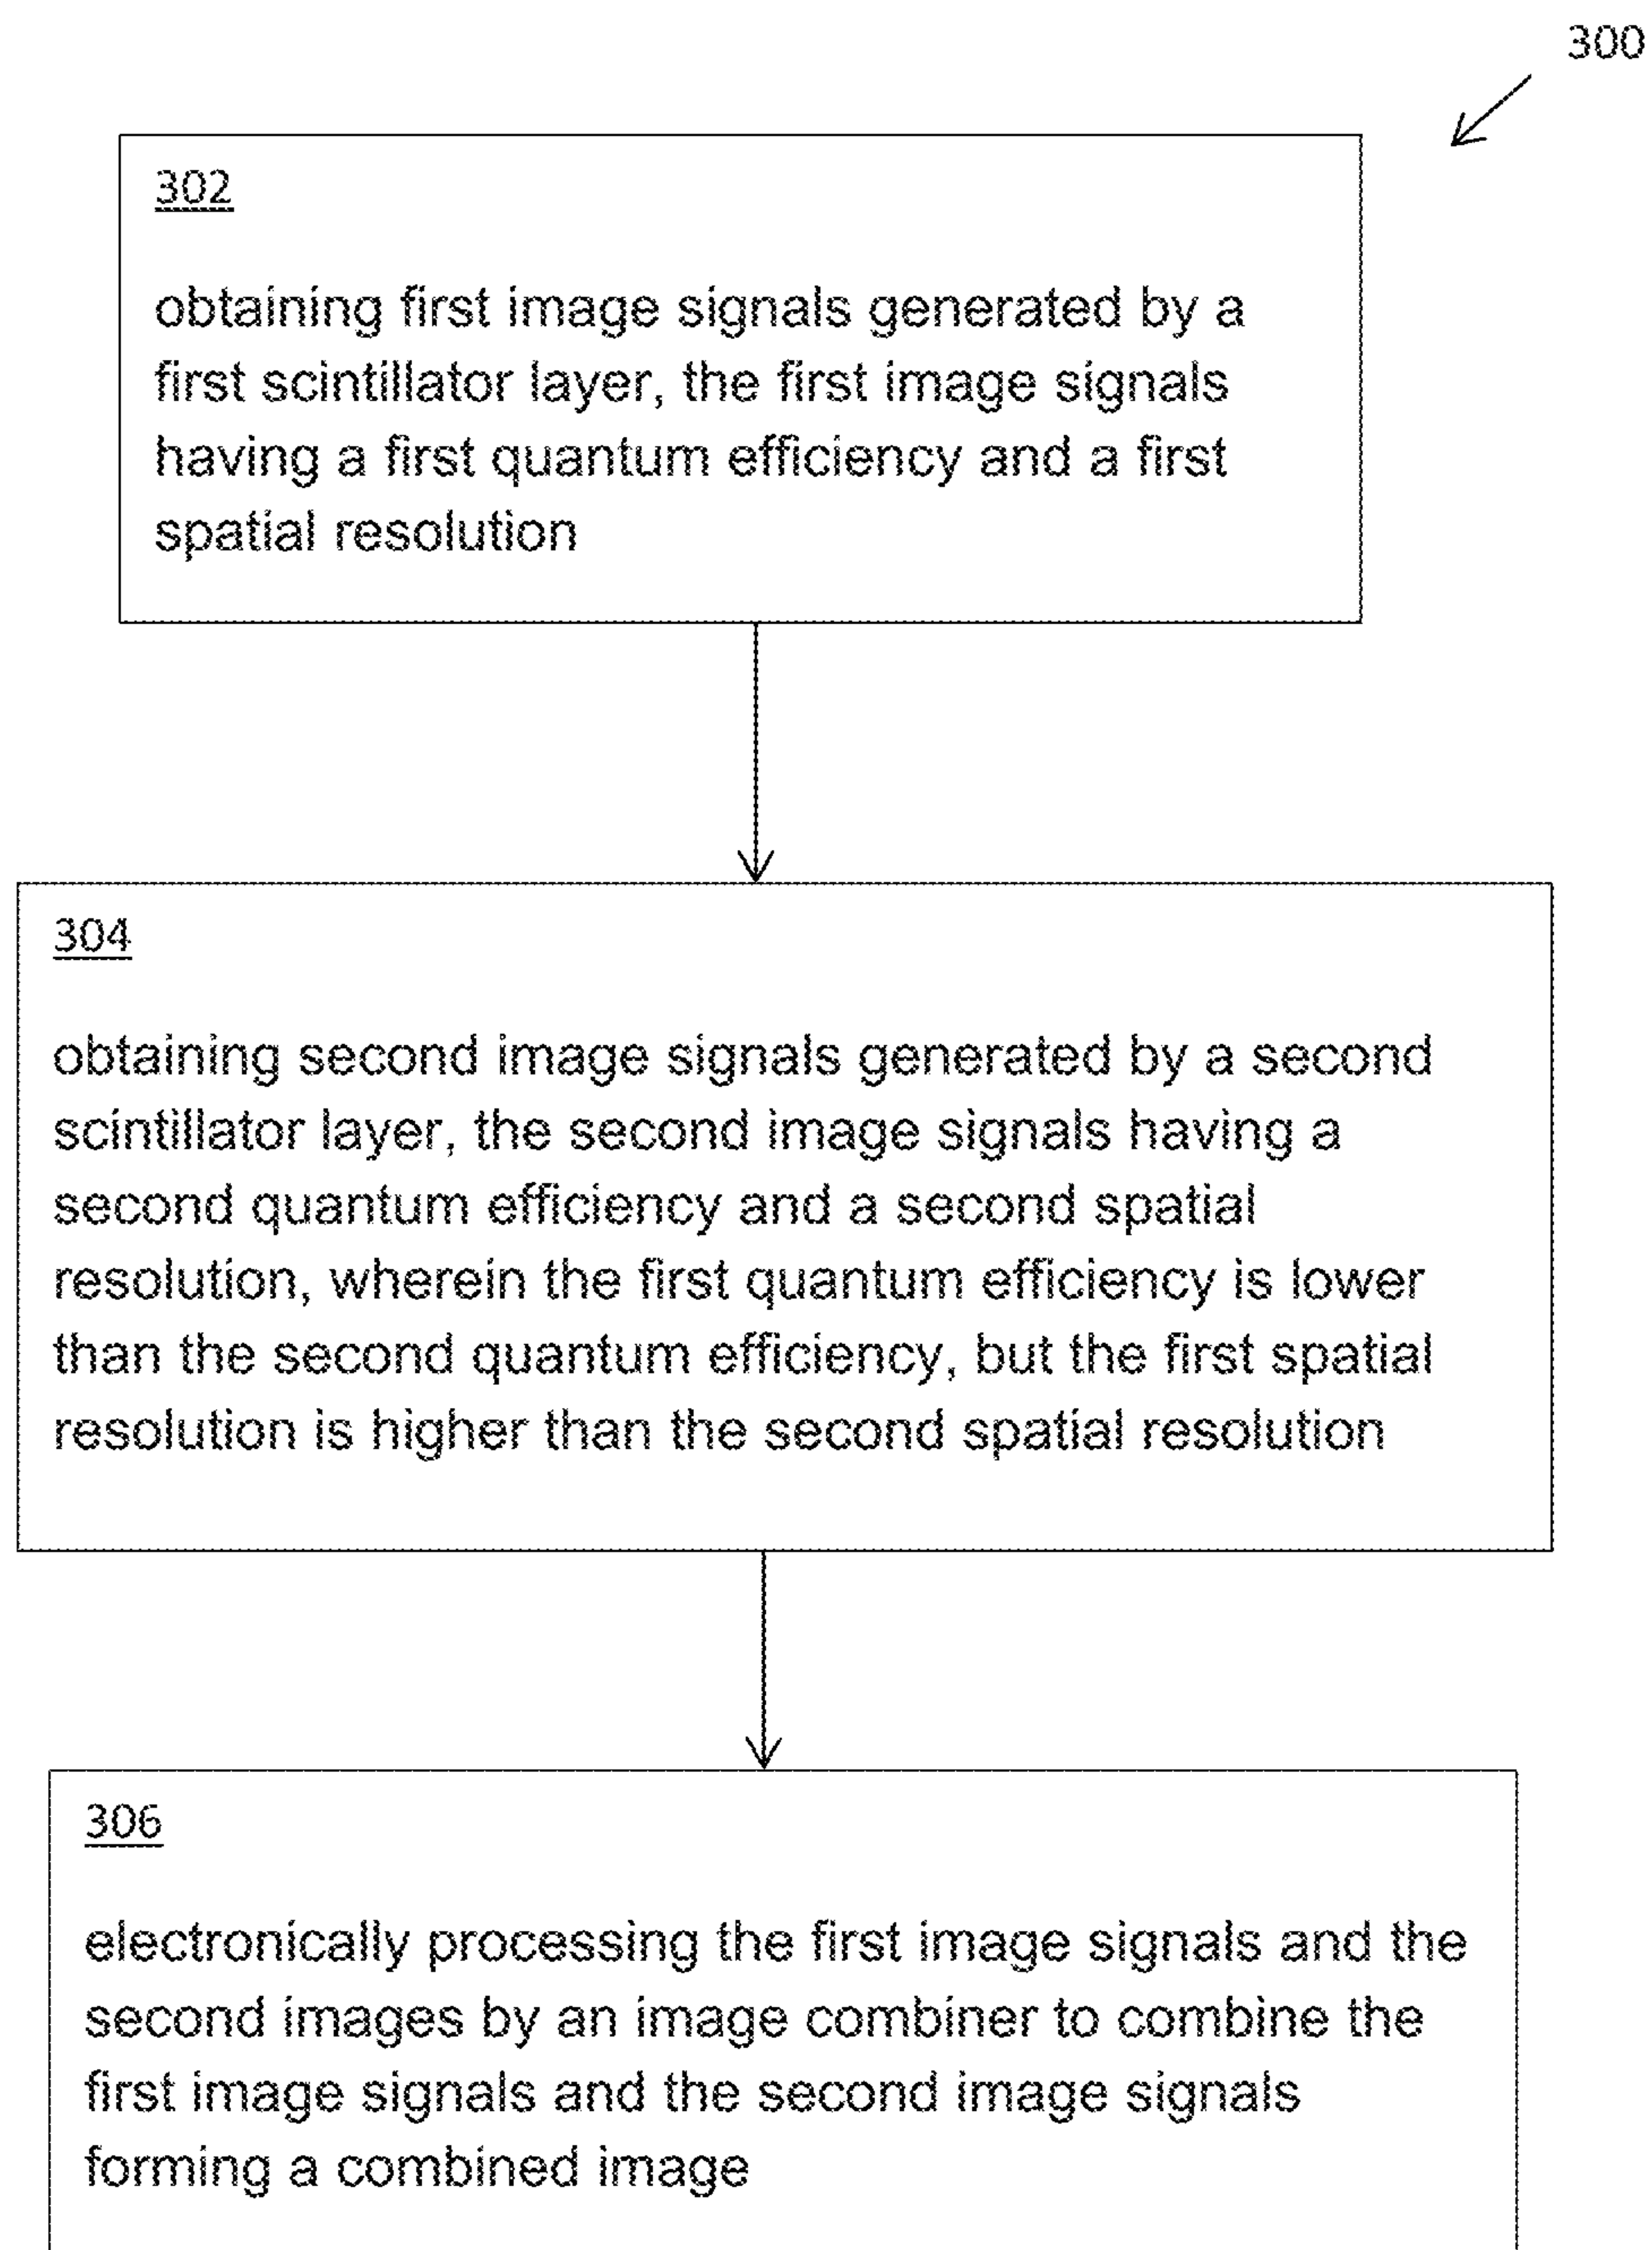 300
302
obtaining first image signals generated by a
first scintillator layer, the first image signals
having a first quantum efficiency and a first
spatial resolution
304
obtaining second image signals generated by a second
scintillator layer, the second image signals having a
second quantum efficiency and a second spatial
resolution, wherein the first quantum efficiency is lower
than the second quantum efficiency, but the first spatial
resolution is higher than the second spatial resolution
306
electronically processing the first image signals and the
second images by an image combiner to combine the
first image signals and the second image signals
forming a combined image